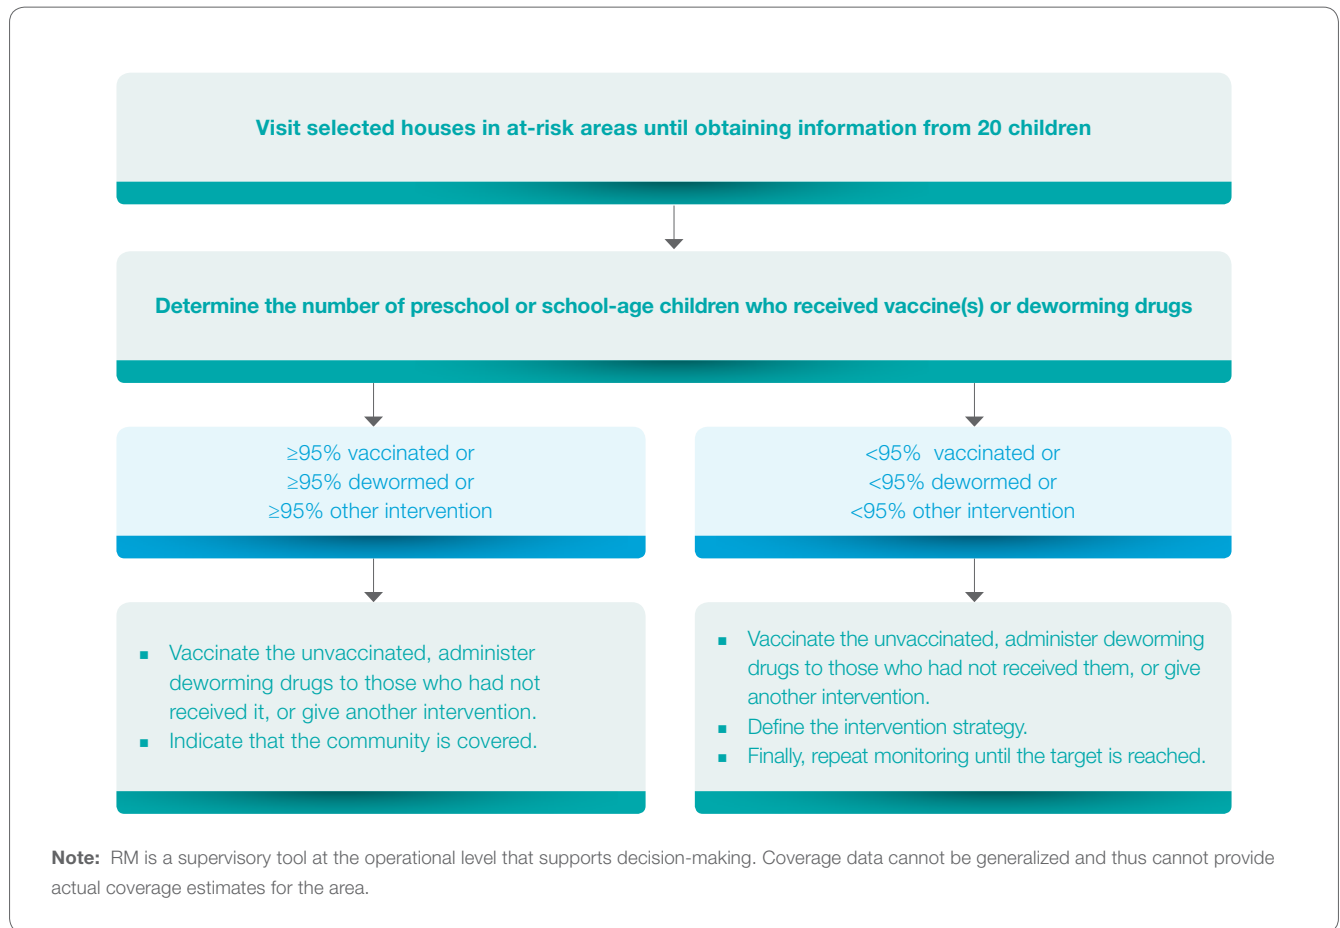 Visit selected houses in at-risk areas until obtaining information from 20 children
Determine the number of preschool or school-age children who received vaccine(s) or deworming drugs
≥95% vaccinated or
≥95% dewormed or
≥95% other intervention
<95% vaccinated or
<95% dewormed or
<95% other intervention
▪ Vaccinate the unvaccinated, administer
deworming drugs to those who had not
received it, or give another intervention.
▪ Indicate that the community is covered.
▪ Vaccinate the unvaccinated, administer deworming
drugs to those who had not received them, or give
another intervention.
▪ Define the intervention strategy.
▪ Finally, repeat monitoring until the target is reached.
Note: RM is a supervisory tool at the operational level that supports decision-making. Coverage data cannot be generalized and thus cannot provide
actual coverage estimates for the area.